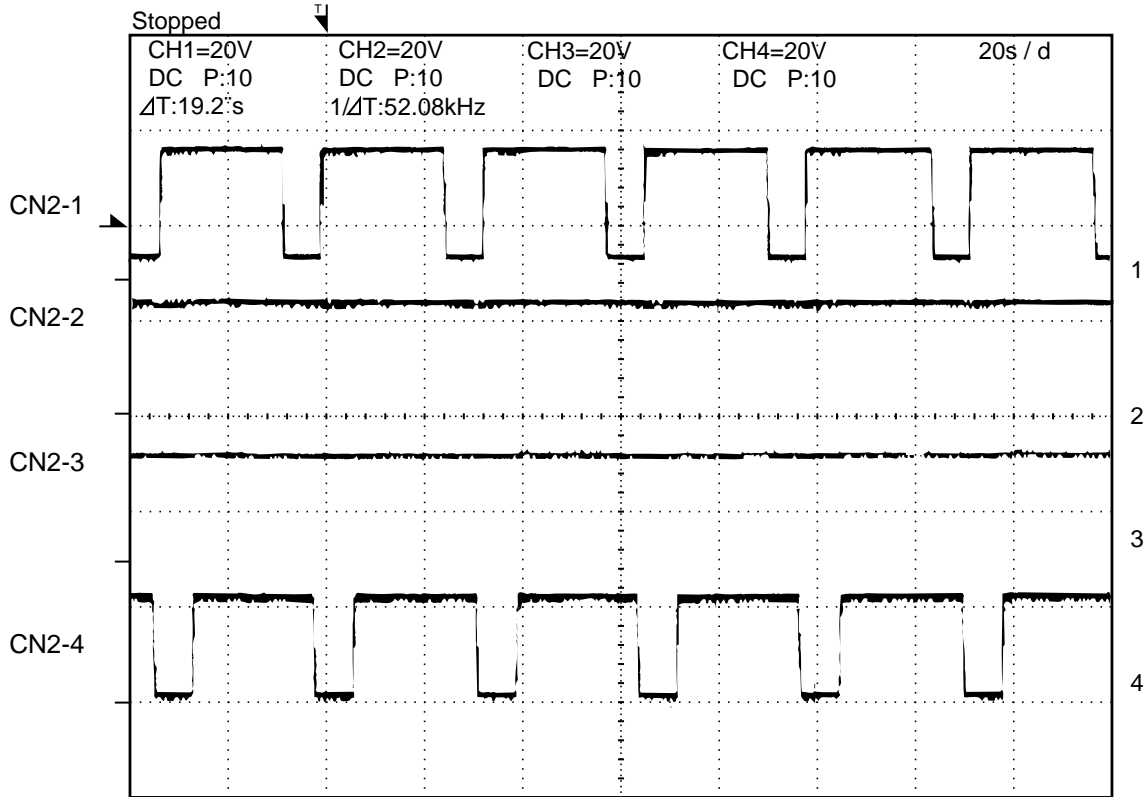 Stopped
T
CH1=20V CH2=20V CH3=20V CH4=20V 20s / d
DC P:10 DC P:10 DC P:10 DC P:10
⊿T:19.2¨s 1/⊿T:52.08kHz
CN2-1
1
CN2-2
2
CN2-3
3
CN2-4
4